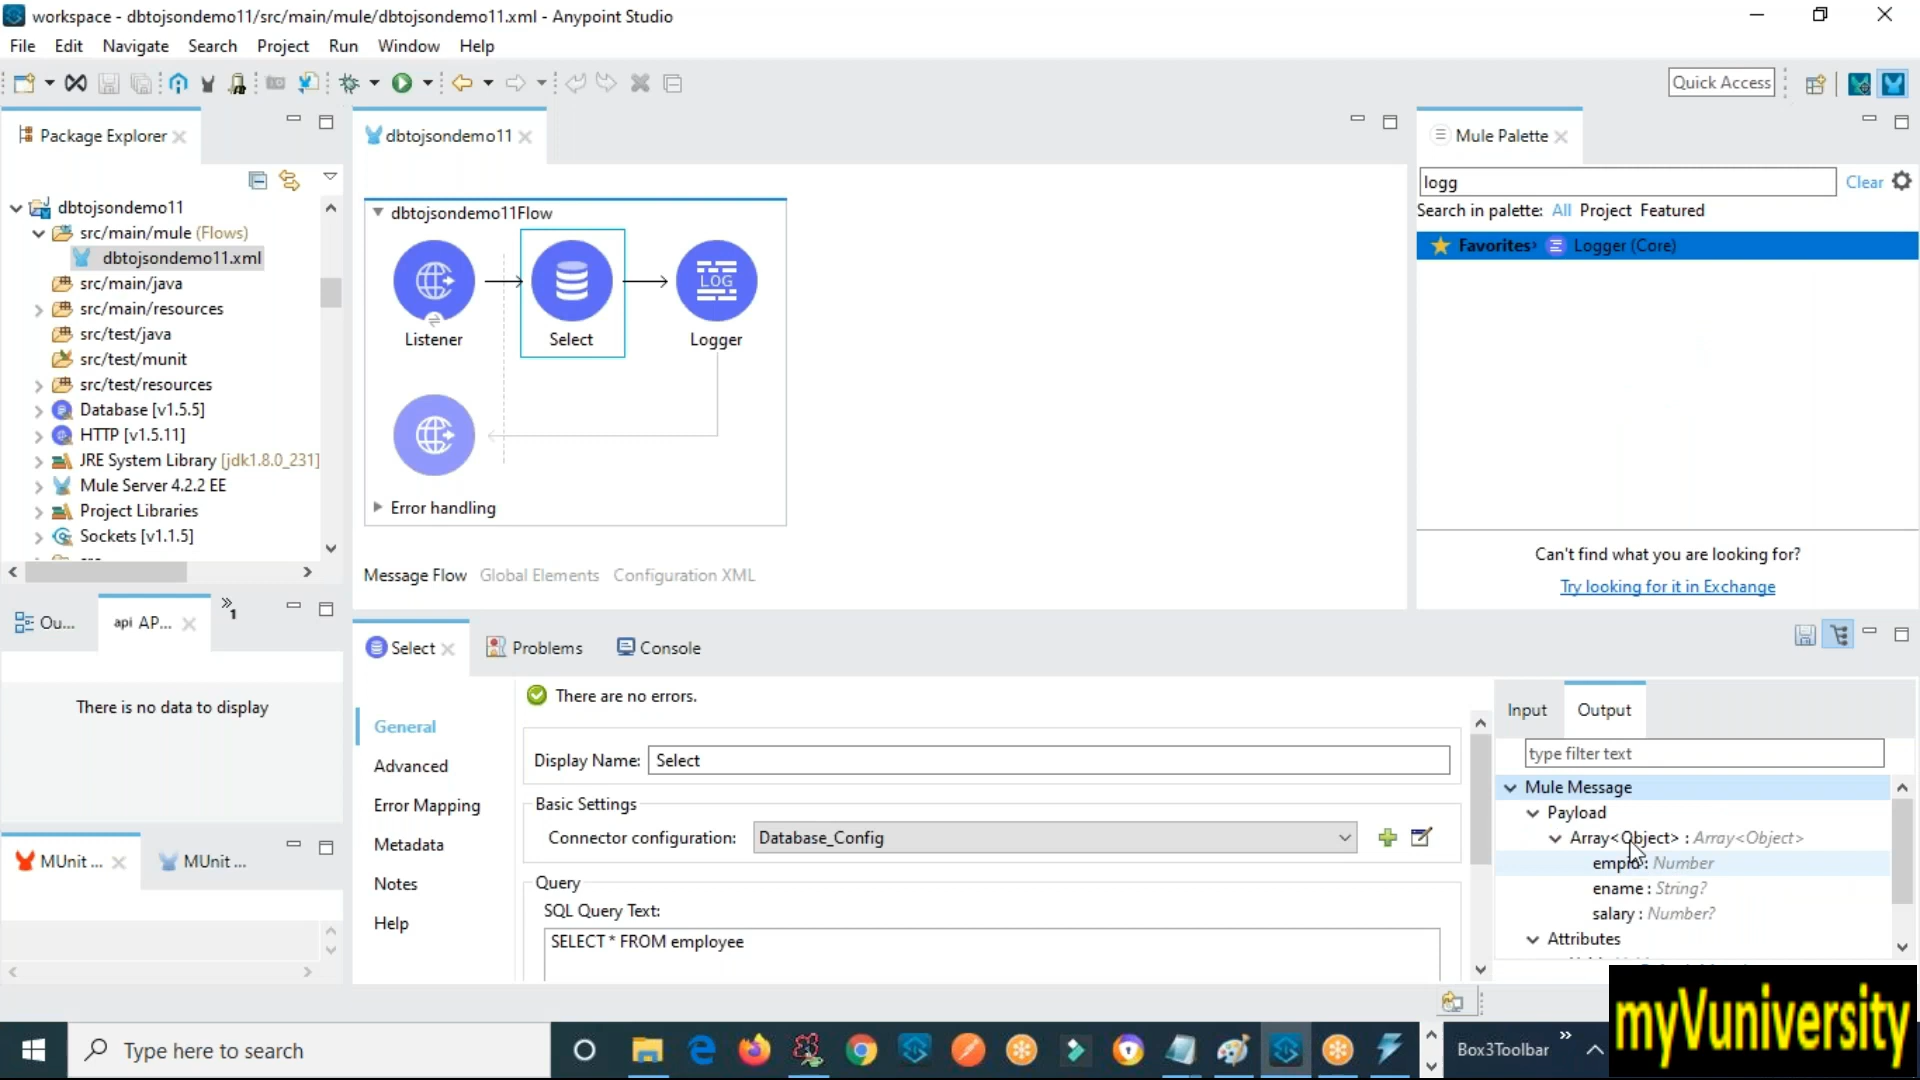 workspace - dbtojsondemo11/src/main/mule/dbtojsondemo11.xml - Anypoint Studio
File Edit Navigate Search Project Run Window Help
Quick Access
Package Explorer
dbtojsondemo11
src/main/mule (Flows)
dbtojsondemo11.xml
src/main/java
src/main/resources
src/test/java
src/test/munit
src/test/resources
Database [v1.5.5]
HTTP [v1.5.11]
JRE System Library [jdk1.8.0_231]
Mule Server 4.2.2 EE
Project Libraries
Sockets [v1.1.5]
dbtojsondemo11
dbtojsondemo11Flow
Listener
Select
LOG
Logger
Error handling
Message Flow Global Elements Configuration XML
Mule Palette
logg
Clear
Search in palette: All Project Featured
Favorites› Logger (Core)
Can't find what you are looking for?
Try looking for it in Exchange
Ou...
api AP...
»1
There is no data to display
MUnit ...
MUnit ...
Select
Problems
Console
General
Advanced
Error Mapping
Metadata
Notes
Help
There are no errors.
Display Name: Select
Basic Settings
Connector configuration: Database_Config
Query
SQL Query Text:
SELECT * FROM employee
Input
Output
type filter text
Mule Message
Payload
Array<Object> : Array<Object>
empid : Number
ename : String?
salary : Number?
Attributes
Type here to search
Box3Toolbar
»
myVuniversity